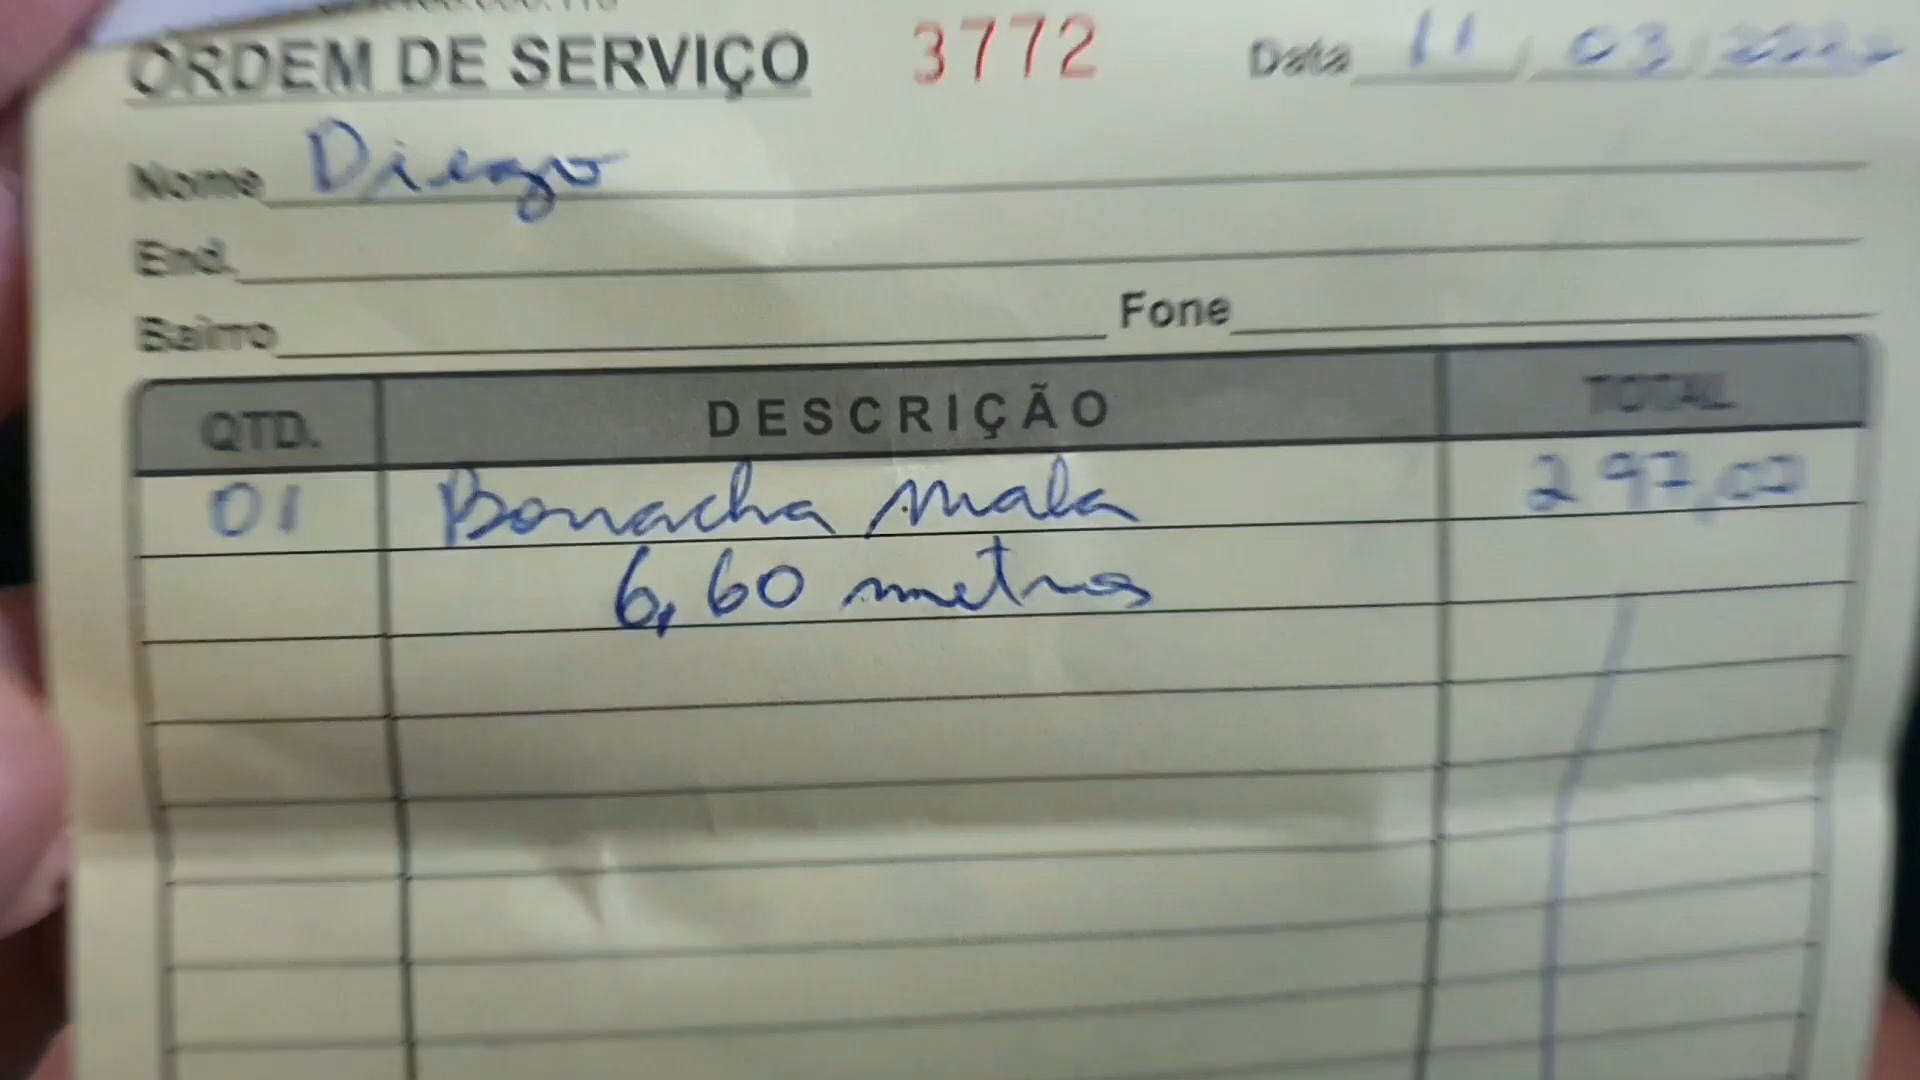 ORDEM DE SERVIÇO 3772 Data 11/03/2022
Nome Diego
End.
Bairro Fone
QTD. DESCRIÇÃO TOTAL
01 Borracha mala 297,00
6,60 metros